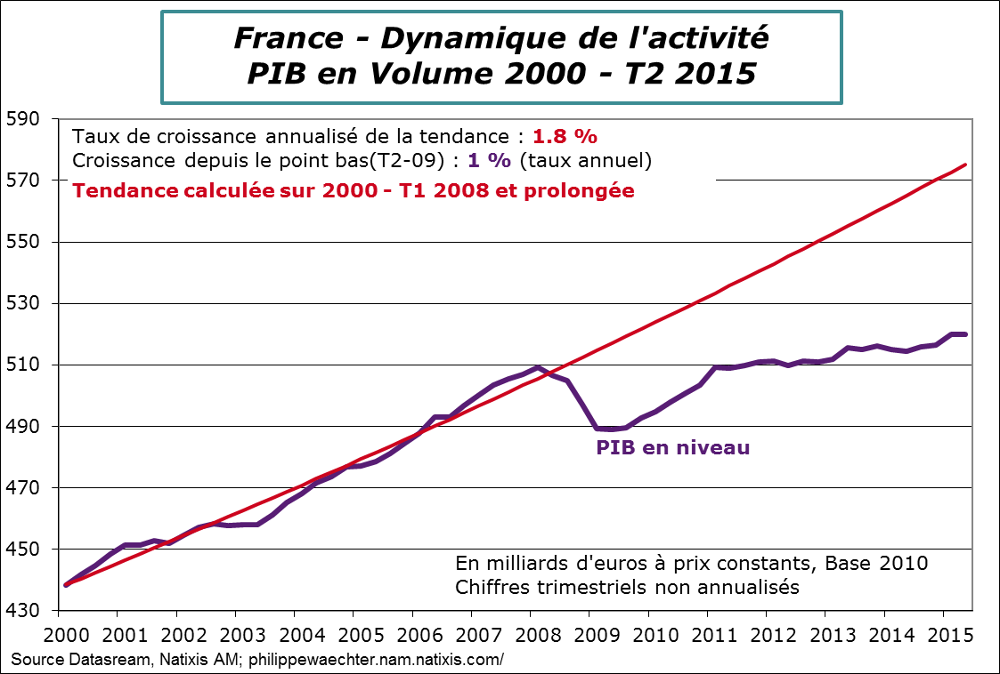 France - Dynamique de l'activité
PIB en Volume 2000 - T2 2015
590
Taux de croissance annualisé de la tendance : 1.8 %
Croissance depuis le point bas(T2-09) : 1 % (taux annuel)
570
Tendance calculée sur 2000 - T1 2008 et prolongée
550
530
510
490
PIB en niveau
470
450
En milliards d'euros à prix constants, Base 2010
Chiffres trimestriels non annualisés
430
2000 2001 2002 2003 2004 2005 2006 2007 2008 2009 2010 2011 2012 2013 2014 2015
Source Datasream, Natixis AM; philippewaechter.nam.natixis.com/